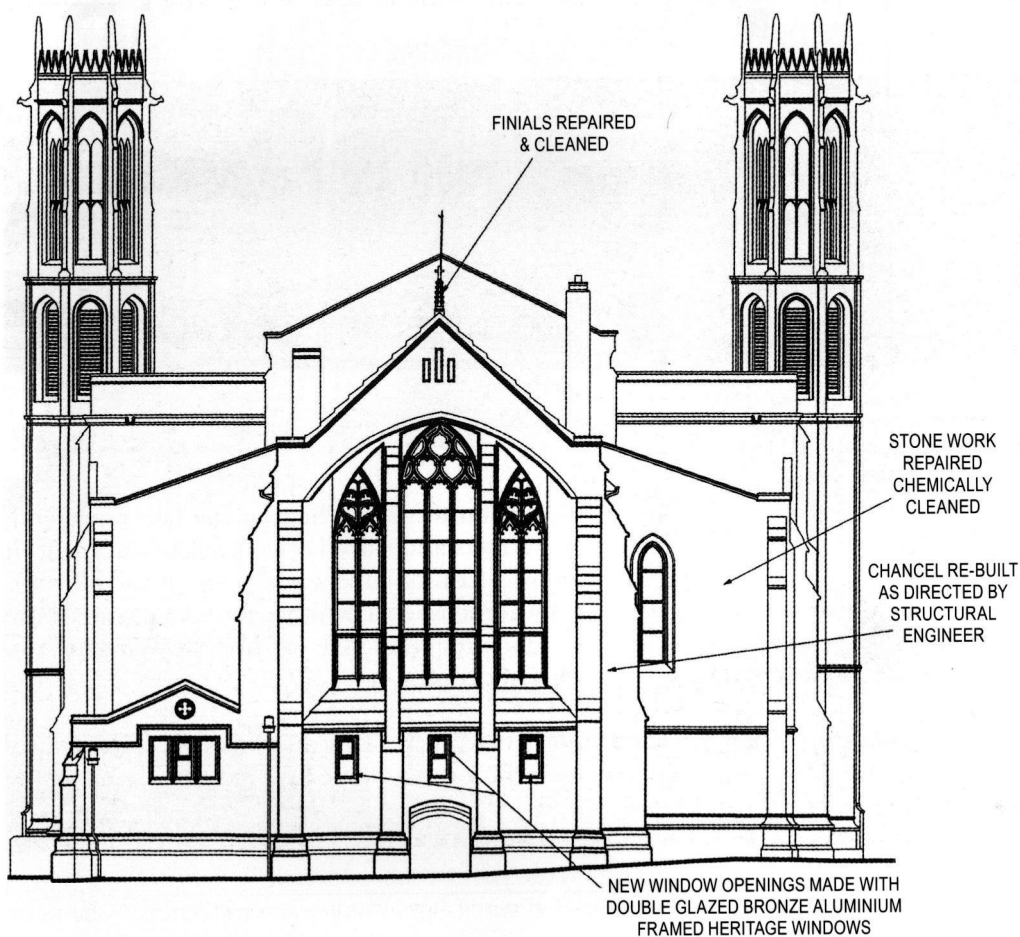 FINIALS REPAIRED
& CLEANED
STONE WORK
REPAIRED
CHEMICALLY
CLEANED
CHANCEL RE-BUILT
AS DIRECTED BY
STRUCTURAL
ENGINEER
NEW WINDOW OPENINGS MADE WITH
DOUBLE GLAZED BRONZE ALUMINIUM
FRAMED HERITAGE WINDOWS